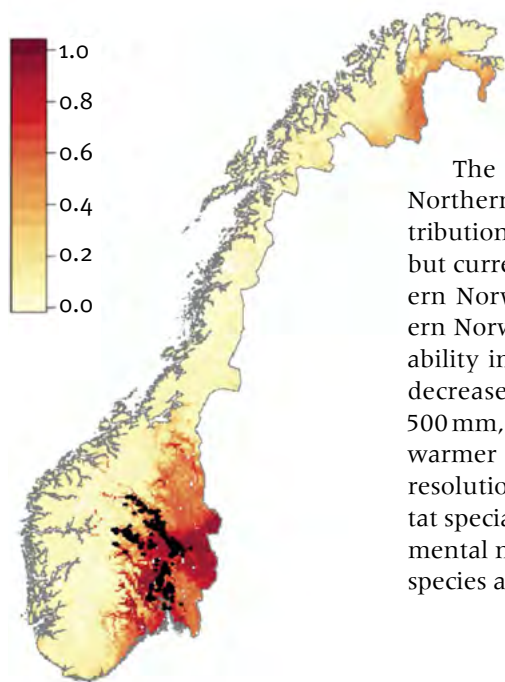 1.0
0.8
0.6
0.4
0.2
0.0
The
Northern
tribution
but curre
ern Norw
ern Norw
ability in
decrease
500 mm,
warmer
resolutio
tat specia
mental n
species a